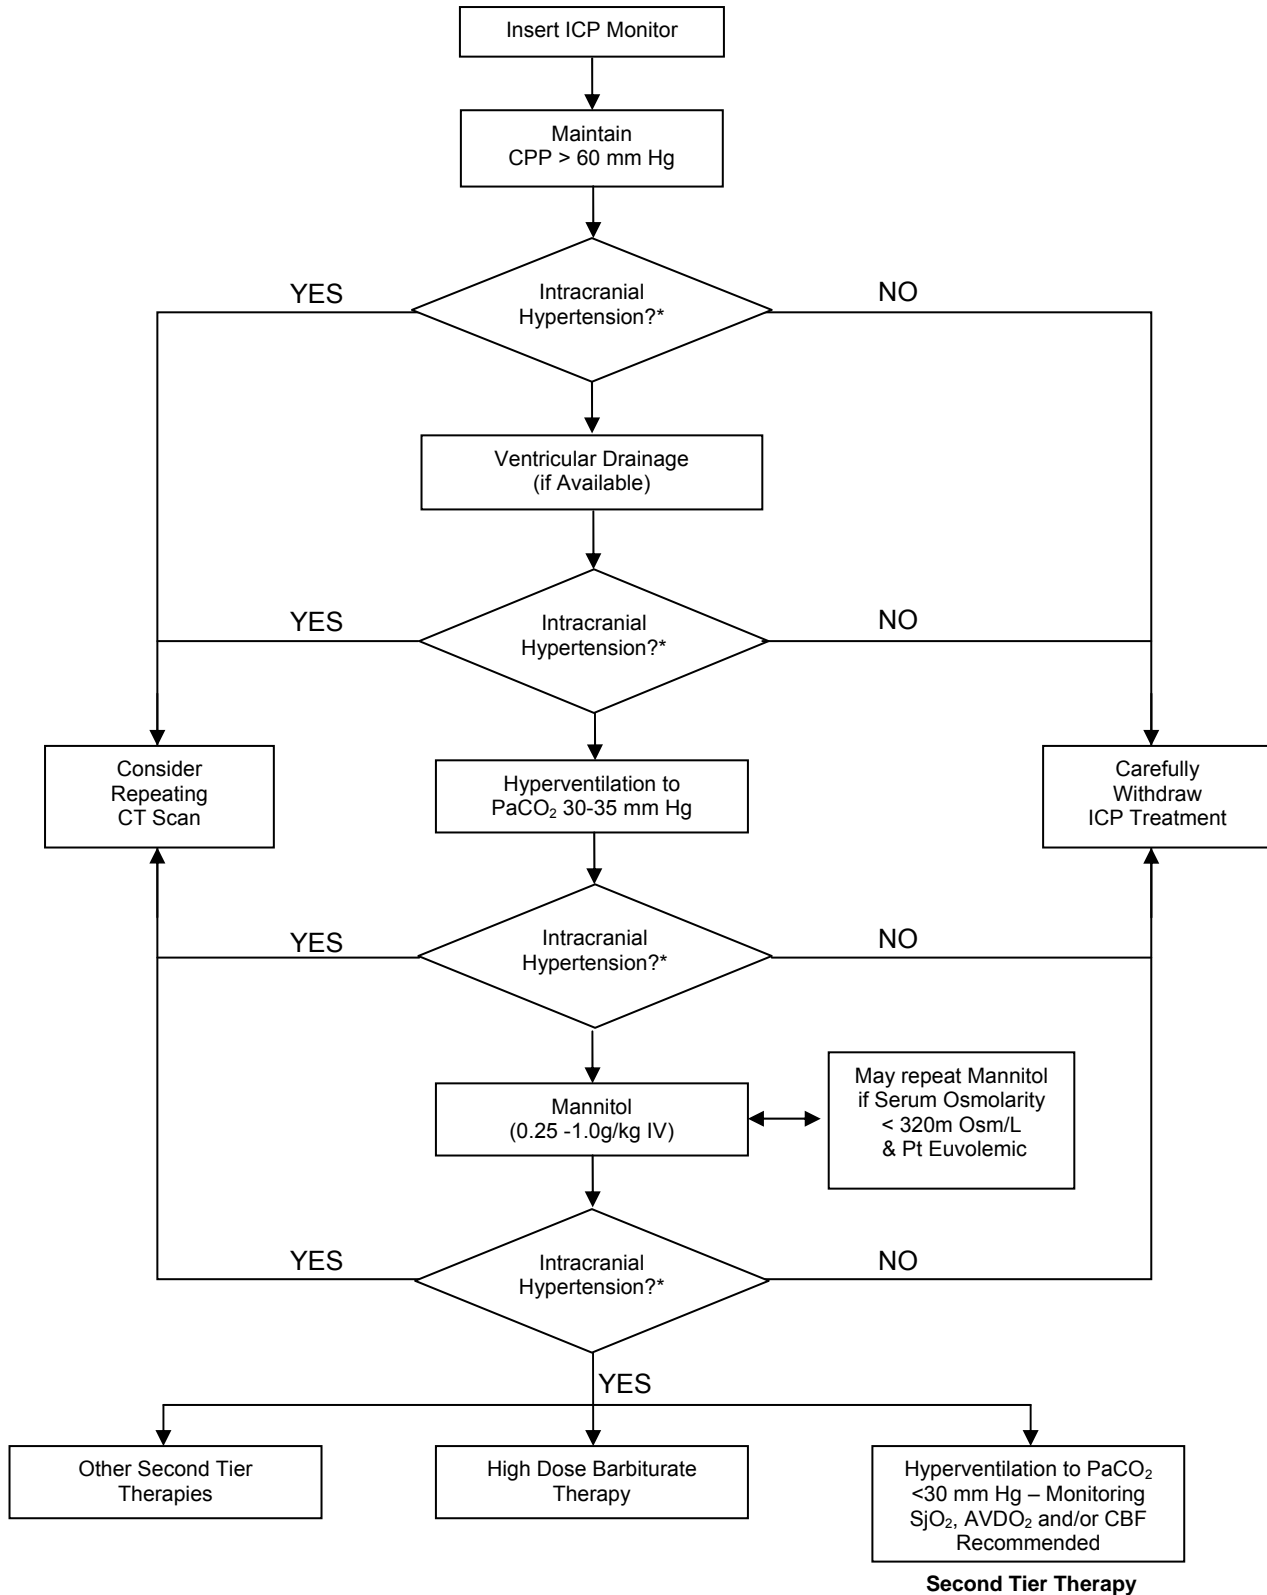 Insert ICP Monitor
Maintain
CPP > 60 mm Hg
YES
Intracranial
Hypertension?*
NO
Ventricular Drainage
(if Available)
YES
Intracranial
Hypertension?*
NO
Consider
Repeating
CT Scan
Hyperventilation to
PaCO₂ 30-35 mm Hg
Carefully
Withdraw
ICP Treatment
YES
Intracranial
Hypertension?*
NO
Mannitol
(0.25 -1.0g/kg IV)
May repeat Mannitol
if Serum Osmolarity
< 320m Osm/L
& Pt Euvolemic
YES
Intracranial
Hypertension?*
NO
YES
Other Second Tier
Therapies
High Dose Barbiturate
Therapy
Hyperventilation to PaCO₂
<30 mm Hg – Monitoring
SjO₂, AVDO₂ and/or CBF
Recommended
Second Tier Therapy